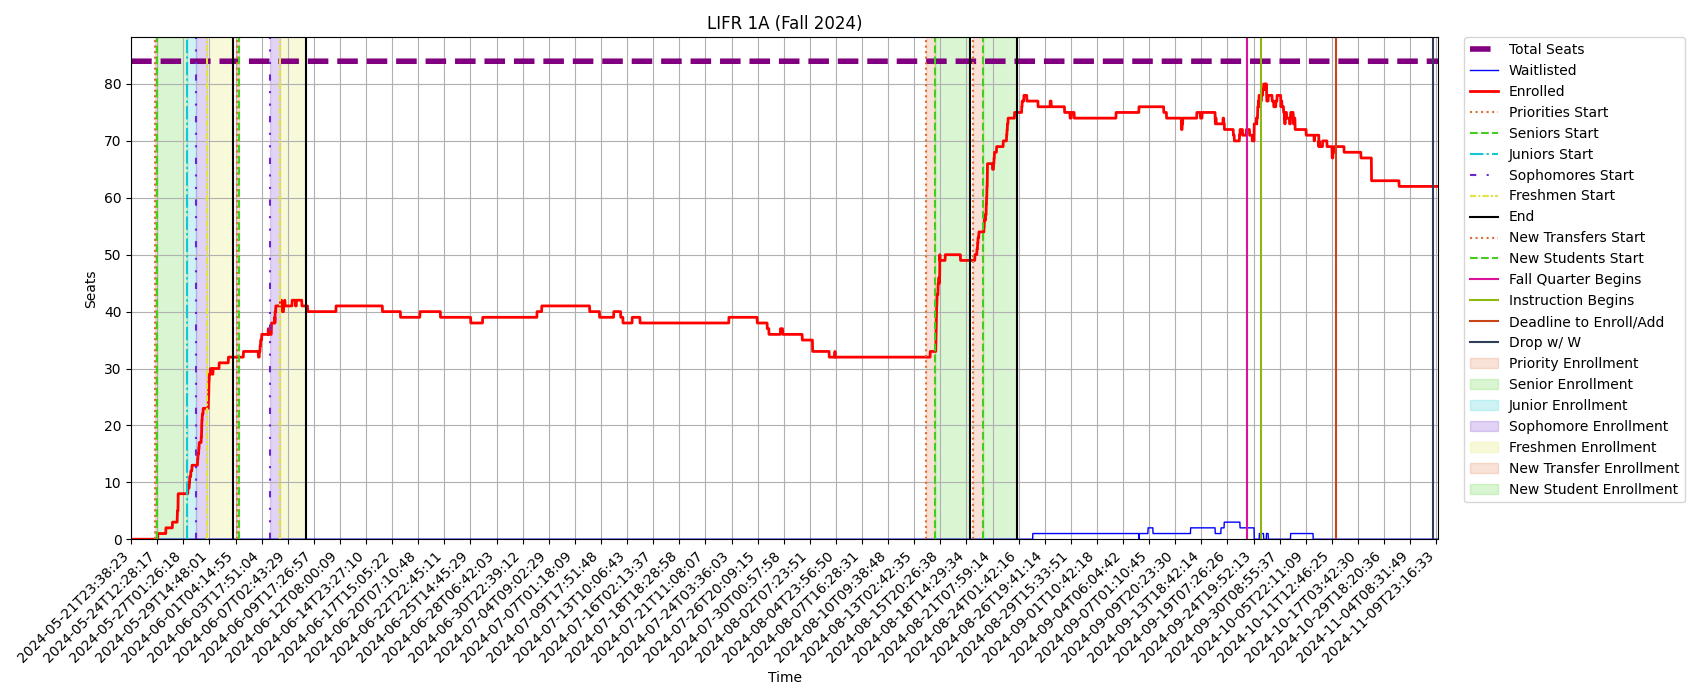 LIFR 1A (Fall 2024)
Seats
80
70
60
50
40
30
20
10
0
2024-05-21T23:38:23
2024-05-24T12:28:17
2024-05-27T01:26:18
2024-05-29T14:48:01
2024-06-01T04:14:55
2024-06-03T17:51:04
2024-06-07T02:43:29
2024-06-09T17:26:57
2024-06-12T08:00:09
2024-06-14T23:27:10
2024-06-17T15:05:22
2024-06-20T07:10:48
2024-06-22T22:45:11
2024-06-25T14:45:29
2024-06-28T06:42:03
2024-06-30T22:39:12
2024-07-04T09:02:29
2024-07-07T01:18:09
2024-07-09T17:51:48
2024-07-13T10:06:43
2024-07-16T02:13:37
2024-07-18T18:28:58
2024-07-21T11:08:07
2024-07-24T03:36:03
2024-07-26T20:09:15
2024-07-30T00:57:58
2024-08-02T07:23:51
2024-08-04T23:56:50
2024-08-07T16:28:31
2024-08-10T09:38:48
2024-08-13T02:42:35
2024-08-15T20:26:38
2024-08-18T14:29:34
2024-08-21T07:59:14
2024-08-24T01:42:16
2024-08-26T19:41:14
2024-08-29T15:33:51
2024-09-01T10:42:18
2024-09-04T06:04:42
2024-09-07T01:10:45
2024-09-09T20:23:30
2024-09-13T18:42:14
2024-09-19T07:26:26
2024-09-24T19:52:13
2024-09-30T08:55:37
2024-10-05T22:11:09
2024-10-11T12:46:25
2024-10-17T03:42:30
2024-10-29T18:20:36
2024-11-04T08:31:49
2024-11-09T23:16:33
Time
Total Seats
Waitlisted
Enrolled
Priorities Start
Seniors Start
Juniors Start
Sophomores Start
Freshmen Start
End
New Transfers Start
New Students Start
Fall Quarter Begins
Instruction Begins
Deadline to Enroll/Add
Drop w/ W
Priority Enrollment
Senior Enrollment
Junior Enrollment
Sophomore Enrollment
Freshmen Enrollment
New Transfer Enrollment
New Student Enrollment